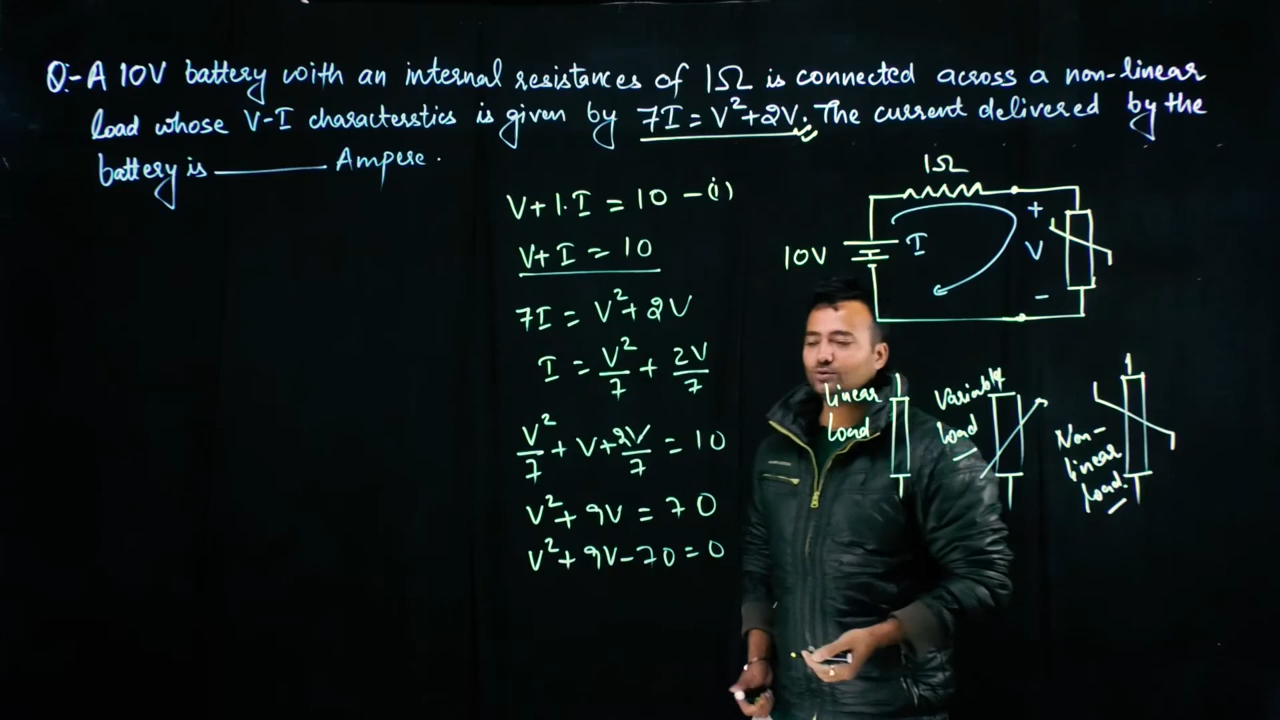 Q-A 10V battery with an internal resistances of 1Ω is connected across a non-linear
load whose V-I characterstics is given by 7I = V²+2V. The current delivered by the
battery is ________ Ampere.
V+1.I = 10 -(i)
V+I = 10
7I = V²+2V
I = V²/7 + 2V/7
V²/7 + V+2V/7 = 10
V²+9V = 70
V²+9V-70=0
1Ω
10V
I
+
V
-
linear
load
Variable
load
Non-
linear
load.